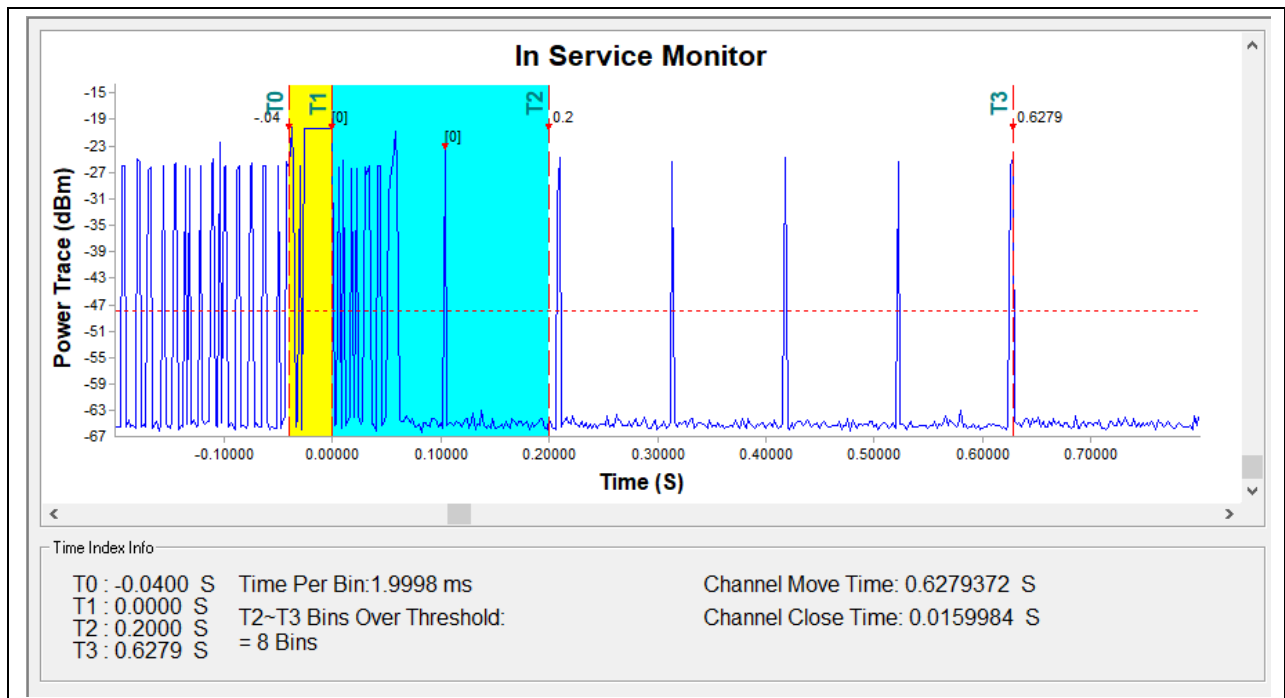 In Service Monitor
T0
T1
T2
T3
-.04
[0]
[0]
0.2
0.6279
Power Trace (dBm)
-15
-19
-23
-27
-31
-35
-39
-43
-47
-51
-55
-59
-63
-67
-0.10000 0.00000 0.10000 0.20000 0.30000 0.40000 0.50000 0.60000 0.70000
Time (S)
Time Index Info
T0 : -0.0400 S
T1 : 0.0000 S
T2 : 0.2000 S
T3 : 0.6279 S
Time Per Bin:1.9998 ms
T2~T3 Bins Over Threshold:
= 8 Bins
Channel Move Time: 0.6279372 S
Channel Close Time: 0.0159984 S